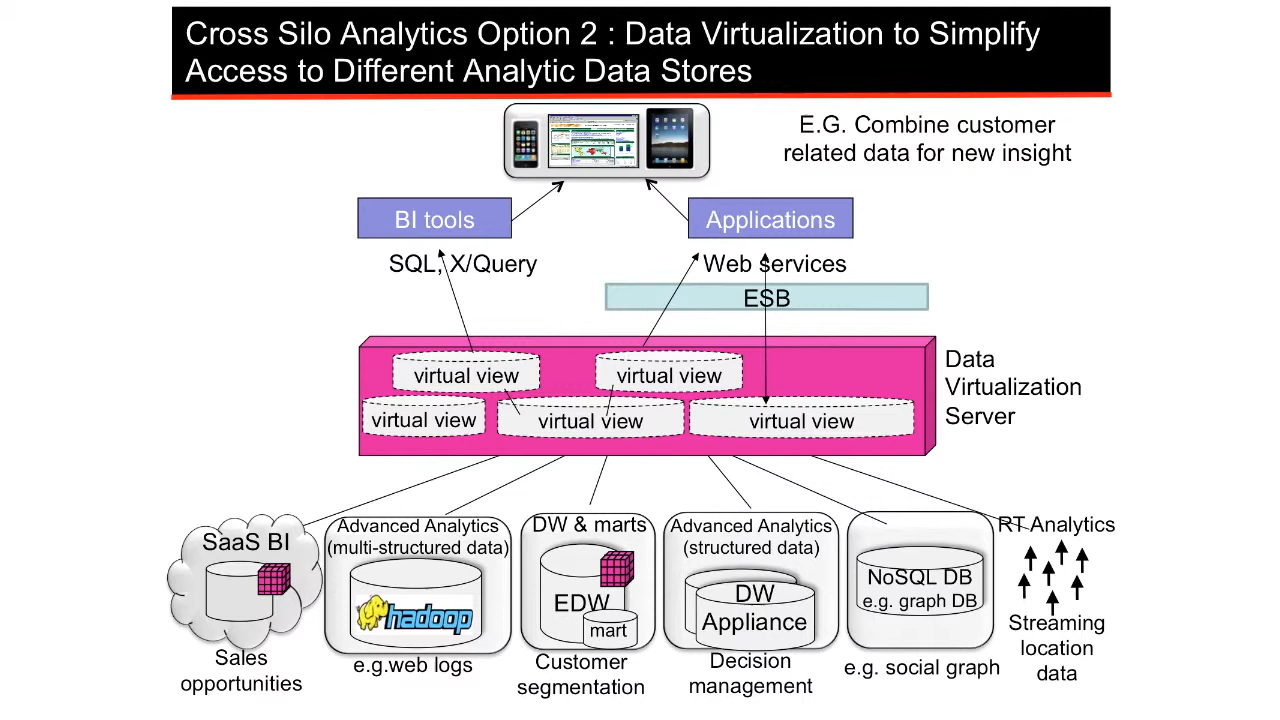 Cross Silo Analytics Option 2 : Data Virtualization to Simplify
Access to Different Analytic Data Stores
E.G. Combine customer
related data for new insight
BI tools
Applications
SQL, X/Query
Web services
ESB
virtual view
virtual view
virtual view
virtual view
virtual view
Data
Virtualization
Server
SaaS BI
Sales
opportunities
Advanced Analytics
(multi-structured data)
hadoop
e.g.web logs
DW & marts
EDW
mart
Customer
segmentation
Advanced Analytics
(structured data)
DW
Appliance
Decision
management
NoSQL DB
e.g. graph DB
e.g. social graph
RT Analytics
Streaming
location
data